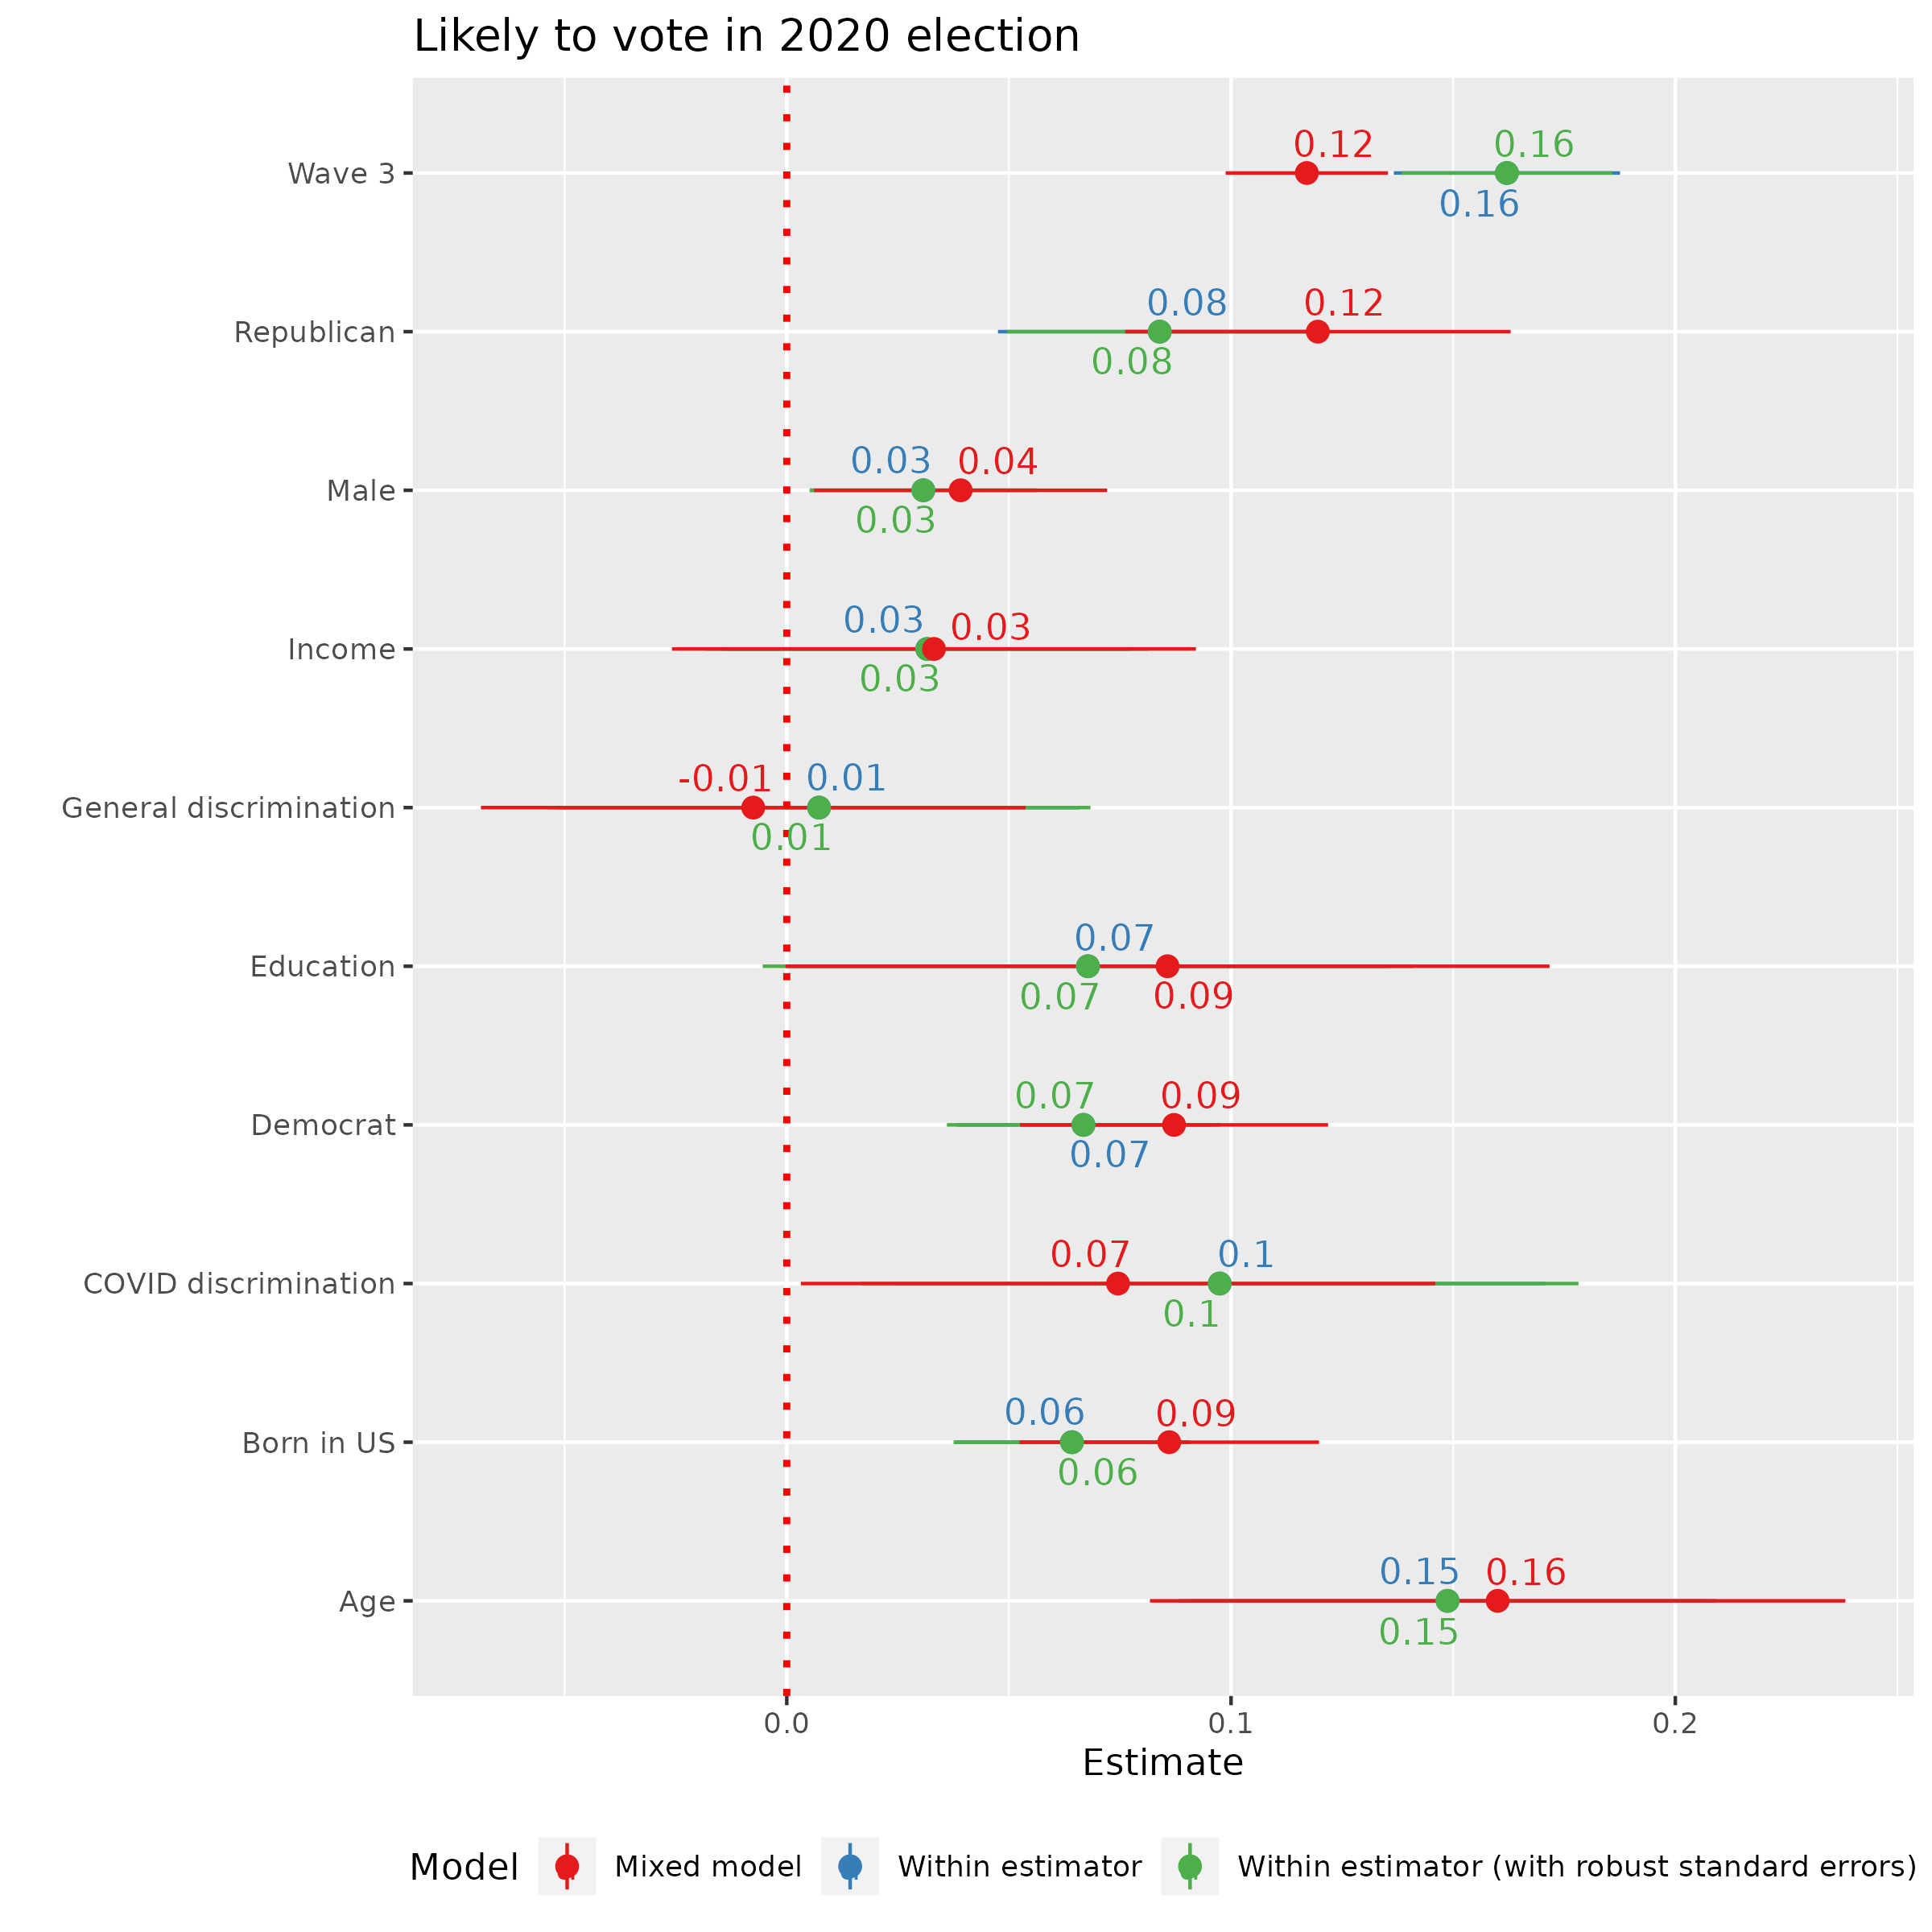 Likely to vote in 2020 election
Wave 3
0.12
0.16
0.16
Republican
0.08
0.12
0.08
Male
0.03
0.04
0.03
Income
0.03
0.03
0.03
General discrimination
-0.01
0.01
0.01
Education
0.07
0.07
0.09
Democrat
0.07
0.09
0.07
COVID discrimination
0.07
0.1
0.1
Born in US
0.06
0.09
0.06
Age
0.15
0.16
0.15
0.0 0.1 0.2
Estimate
Model Mixed model Within estimator Within estimator (with robust standard errors)